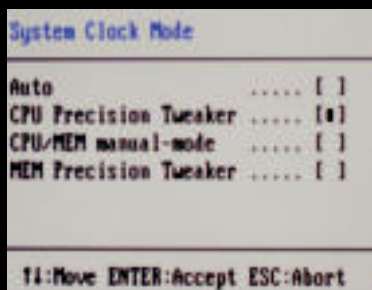 System Clock Mode
Auto ..... [ ]
CPU Precision Tweaker ..... [■]
CPU/MEM manual-mode ..... [ ]
MEM Precision Tweaker ..... [ ]
↑↓:Move ENTER:Accept ESC:Abort